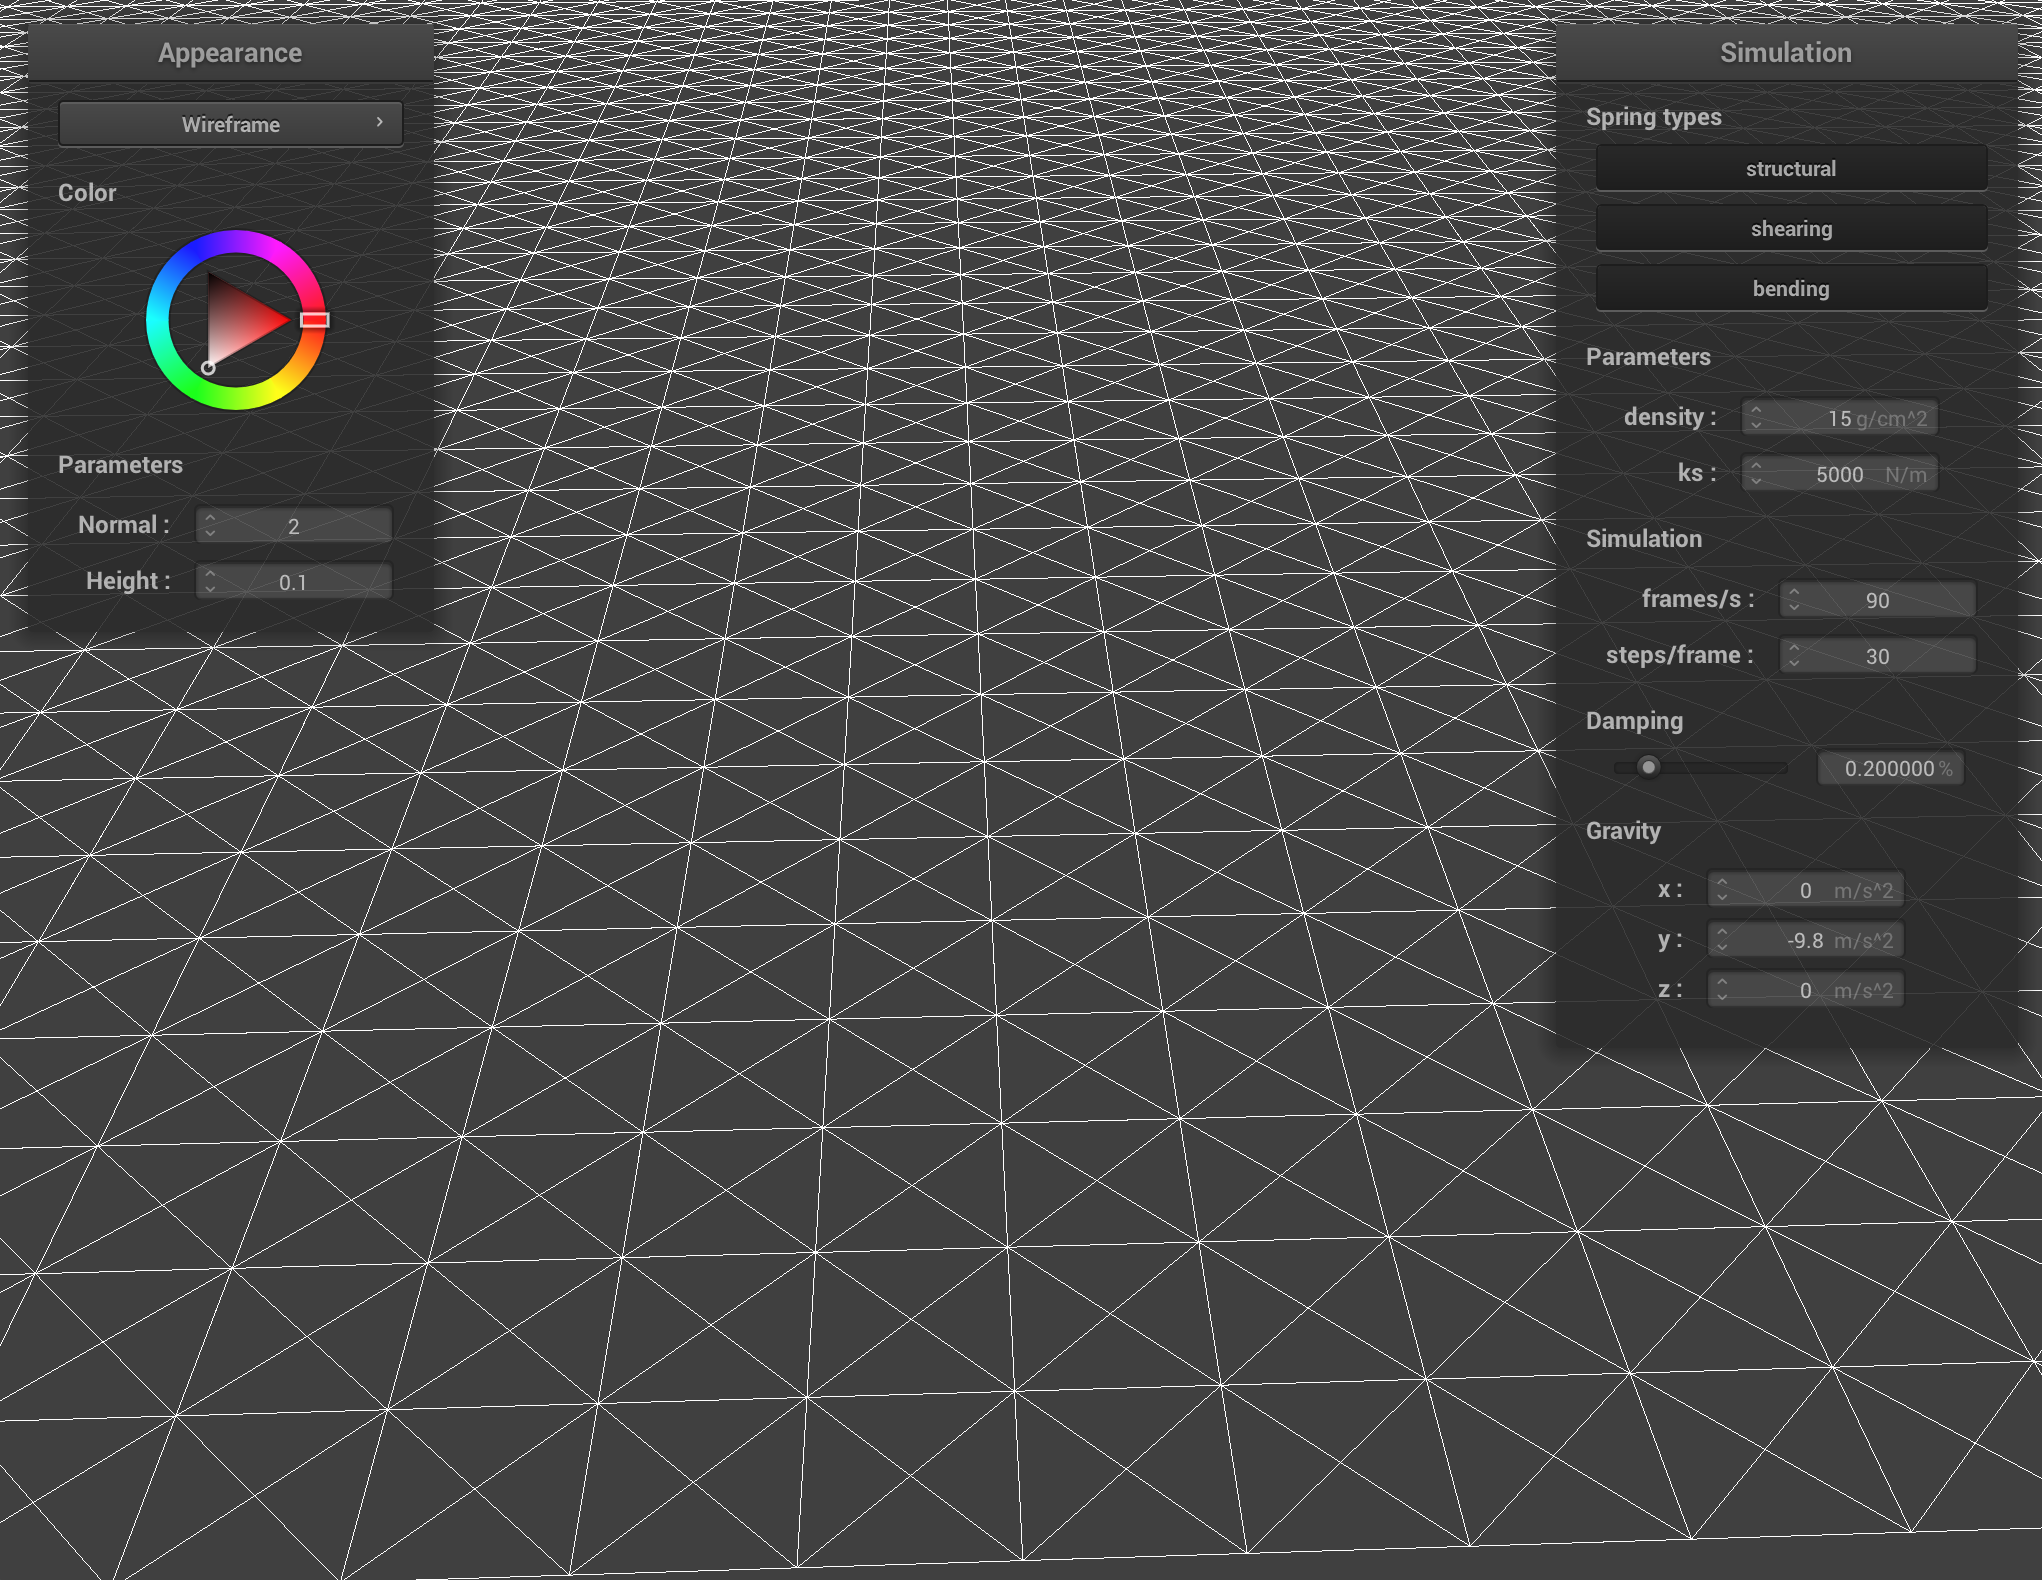 Appearance
Wireframe
Color
Parameters
Normal : 2
Height : 0.1
Simulation
Spring types
structural
shearing
bending
Parameters
density : 15 g/cm^2
ks : 5000 N/m
Simulation
frames/s : 90
steps/frame : 30
Damping
0.200000 %
Gravity
x : 0 m/s^2
y : -9.8 m/s^2
z : 0 m/s^2